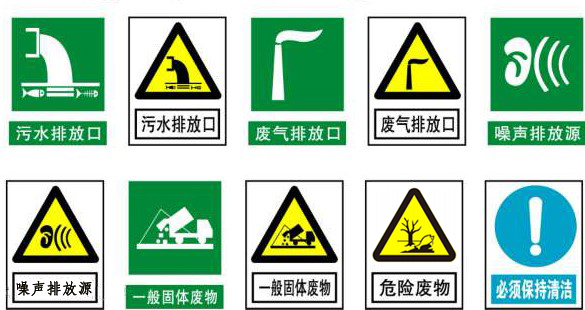 污水排放口
污水排放口
废气排放口
废气排放口
噪声排放源
噪声排放源
一般固体废物
一般固体废物
危险废物
必须保持清洁